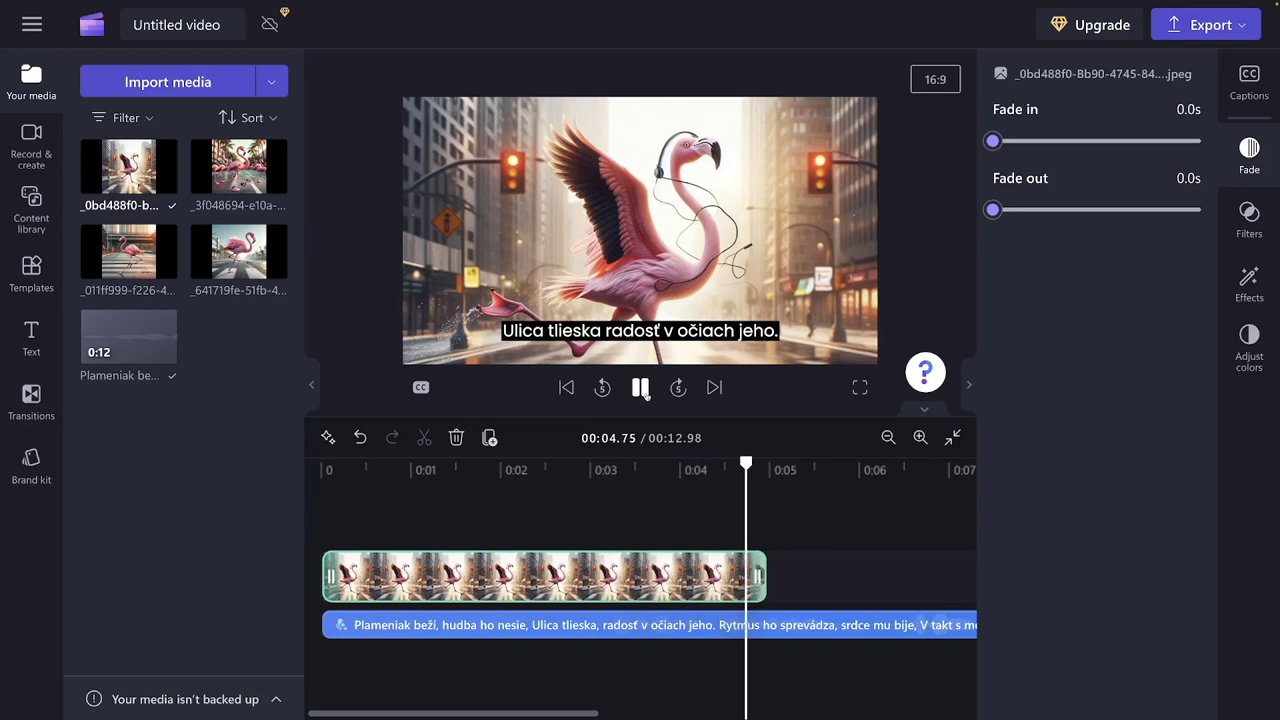 Untitled video
Upgrade
Export
Your media
Record & create
Content library
Templates
Text
Transitions
Brand kit
Import media
Filter
Sort
_0bd488f0-b...
_3f048694-e10a-...
_011ff999-f226-4...
_641719fe-51fb-4...
0:12
Plameniak be...
Your media isn't backed up
16:9
Ulica tlieska radosť v očiach jeho.
CC
5
5
?
00:04.75 / 00:12.98
0
0:01
0:02
0:03
0:04
0:05
0:06
0:07
Plameniak beží, hudba ho nesie, Ulica tlieska, radosť v očiach jeho. Rytmus ho sprevádza, srdce mu bije, V takt s me
_0bd488f0-Bb90-4745-84....jpeg
Fade in
0.0s
Fade out
0.0s
CC
Captions
Fade
Filters
Effects
Adjust colors